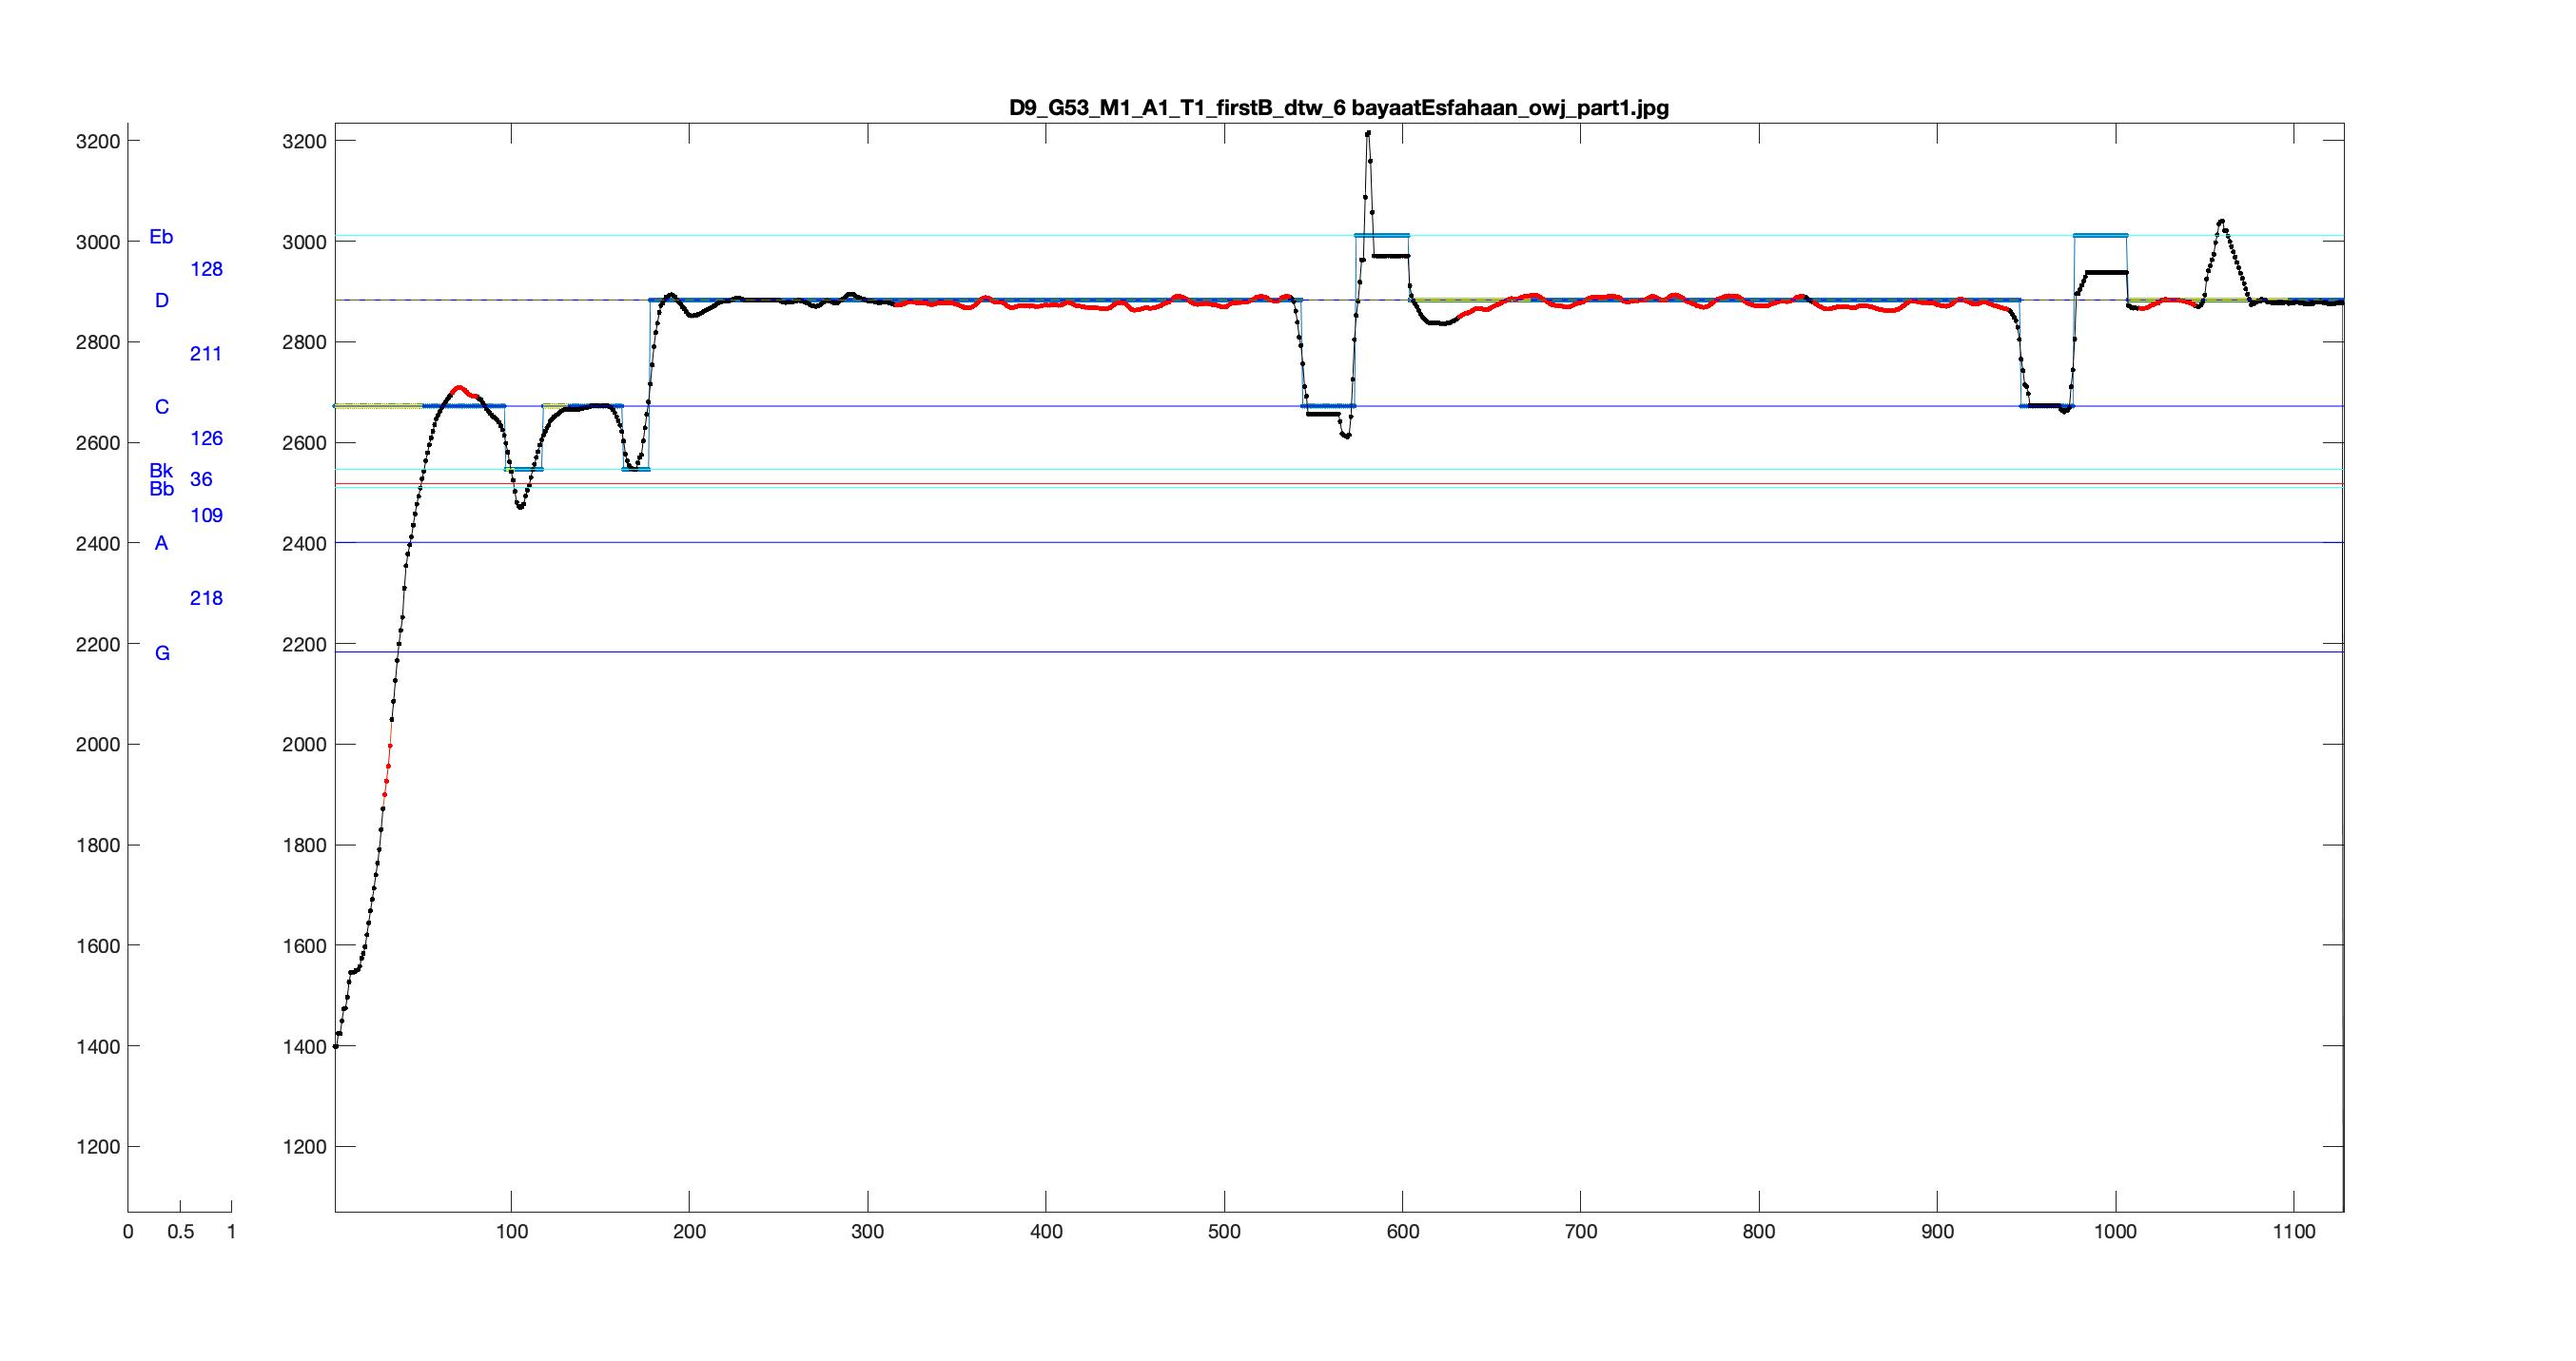 D9_G53_M1_A1_T1_firstB_dtw_6 bayaatEsfahaan_owj_part1.jpg
3200 3200
Eb
3000 3000
128
D
2800 2800
211
C
126
2600 2600
Bk
36
Bb
109
2400 A 2400
218
2200 2200
G
2000 2000
1800 1800
1600 1600
1400 1400
1200 1200
0 0.5 1 100 200 300 400 500 600 700 800 900 1000 1100